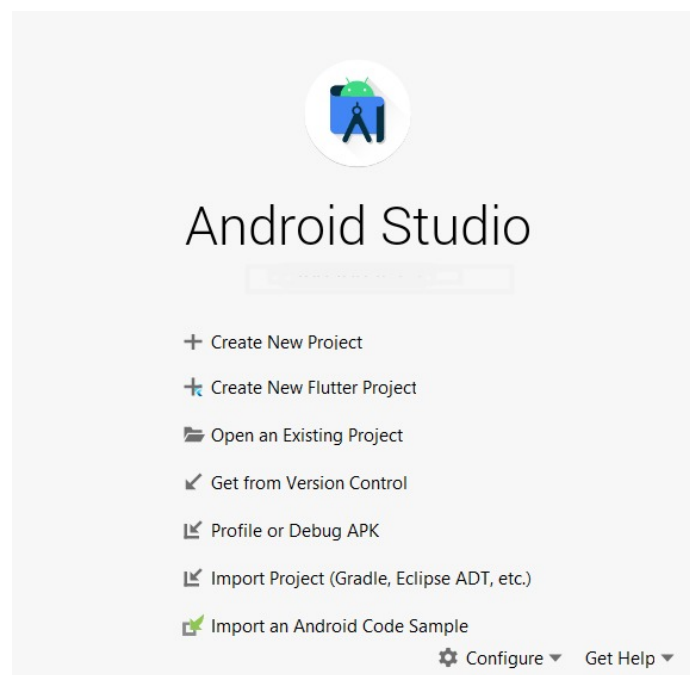 Android Studio
Create New Project
Create New Flutter Project
Open an Existing Project
Get from Version Control
Profile or Debug APK
Import Project (Gradle, Eclipse ADT, etc.)
Import an Android Code Sample
Configure Get Help